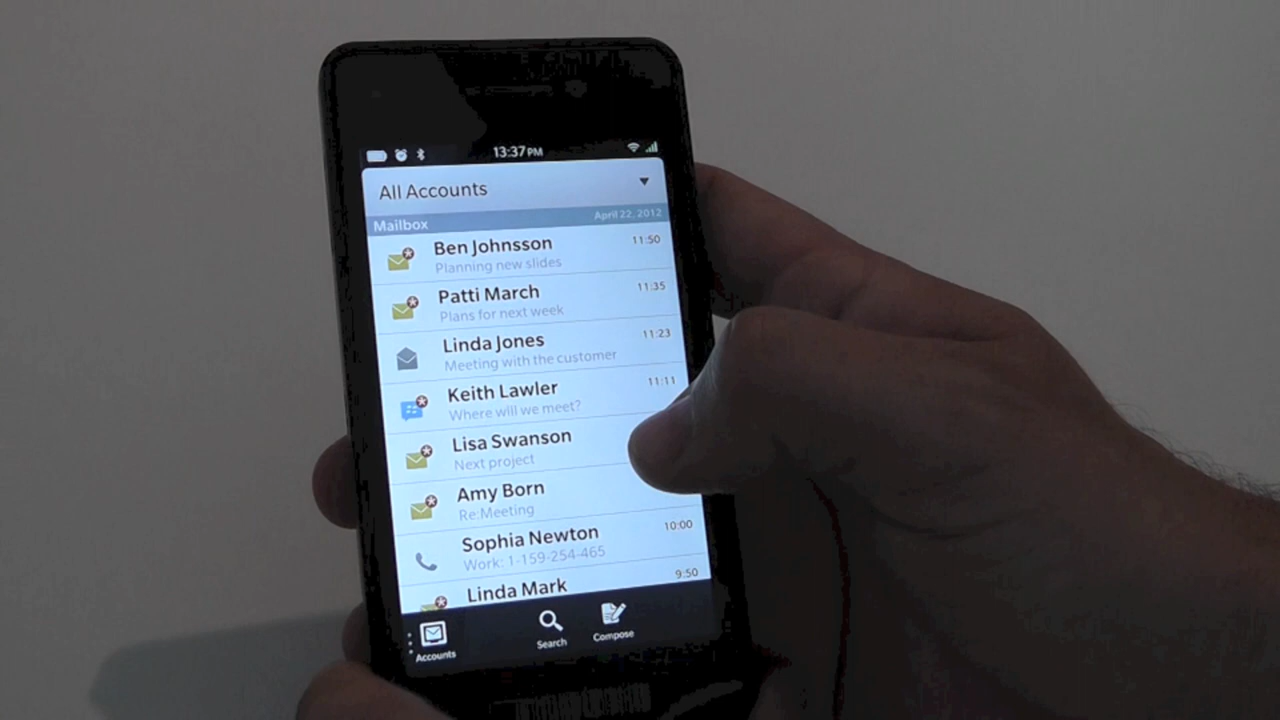 13:37 PM
All Accounts
Mailbox April 22, 2012
Ben Johnsson 11:50
Planning new slides
Patti March 11:35
Plans for next week
Linda Jones 11:23
Meeting with the customer
Keith Lawler 11:11
Where will we meet?
Lisa Swanson
Next project
Amy Born
Re:Meeting
Sophia Newton 10:00
Work: 1-159-254-465
Linda Mark 9:50
Accounts Search Compose